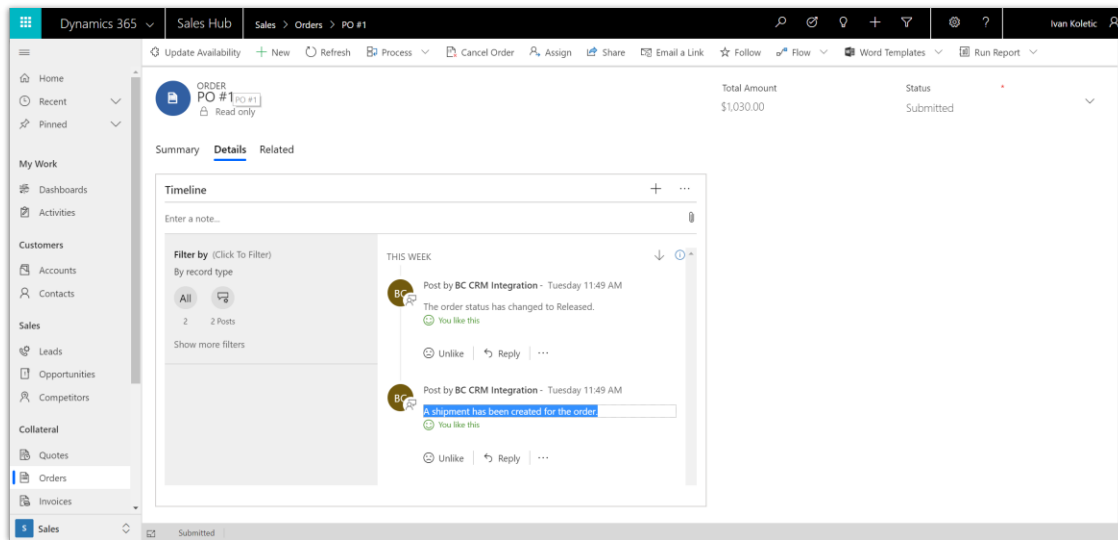 Dynamics 365 Sales Hub Sales > Orders > PO #1 ? Ivan Koletic
Update Availability New Refresh Process Cancel Order Assign Share Email a Link Follow Flow Word Templates Run Report
Home
Recent
Pinned
My Work
Dashboards
Activities
Customers
Accounts
Contacts
Sales
Leads
Opportunities
Competitors
Collateral
Quotes
Orders
Invoices
S Sales
ORDER
PO #1 PO #1
Read only
Total Amount
$1,030.00
Status *
Submitted
Summary Details Related
Timeline
Enter a note...
Filter by (Click To Filter)
By record type
All
2 2 Posts
Show more filters
THIS WEEK
BC Post by BC CRM Integration - Tuesday 11:49 AM
The order status has changed to Released.
You like this
Unlike Reply ...
BC Post by BC CRM Integration - Tuesday 11:49 AM
A shipment has been created for the order.
You like this
Unlike Reply ...
Submitted